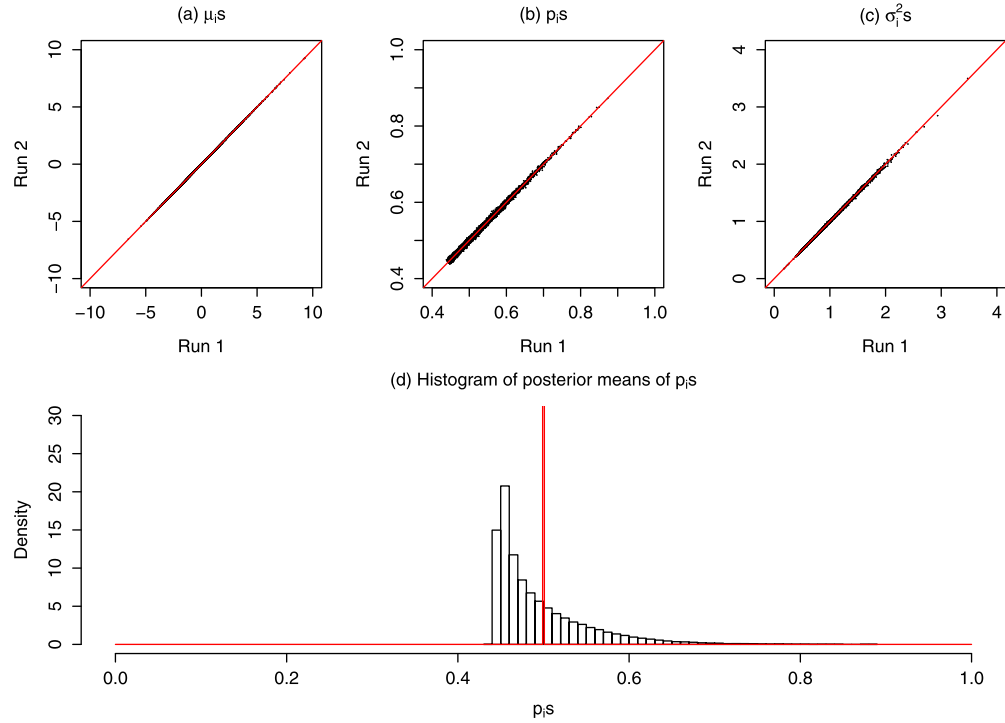 (a) μᵢs
(b) pᵢs
(c) σᵢ²s
10
5
0
−5
−10
Run 2
−10 −5 0 5 10
Run 1
1.0
0.8
0.6
0.4
Run 2
0.4 0.6 0.8 1.0
Run 1
4
3
2
1
0
Run 2
0 1 2 3 4
Run 1
(d) Histogram of posterior means of pᵢs
30
25
20
15
10
5
0
Density
0.0 0.2 0.4 0.6 0.8 1.0
pᵢs